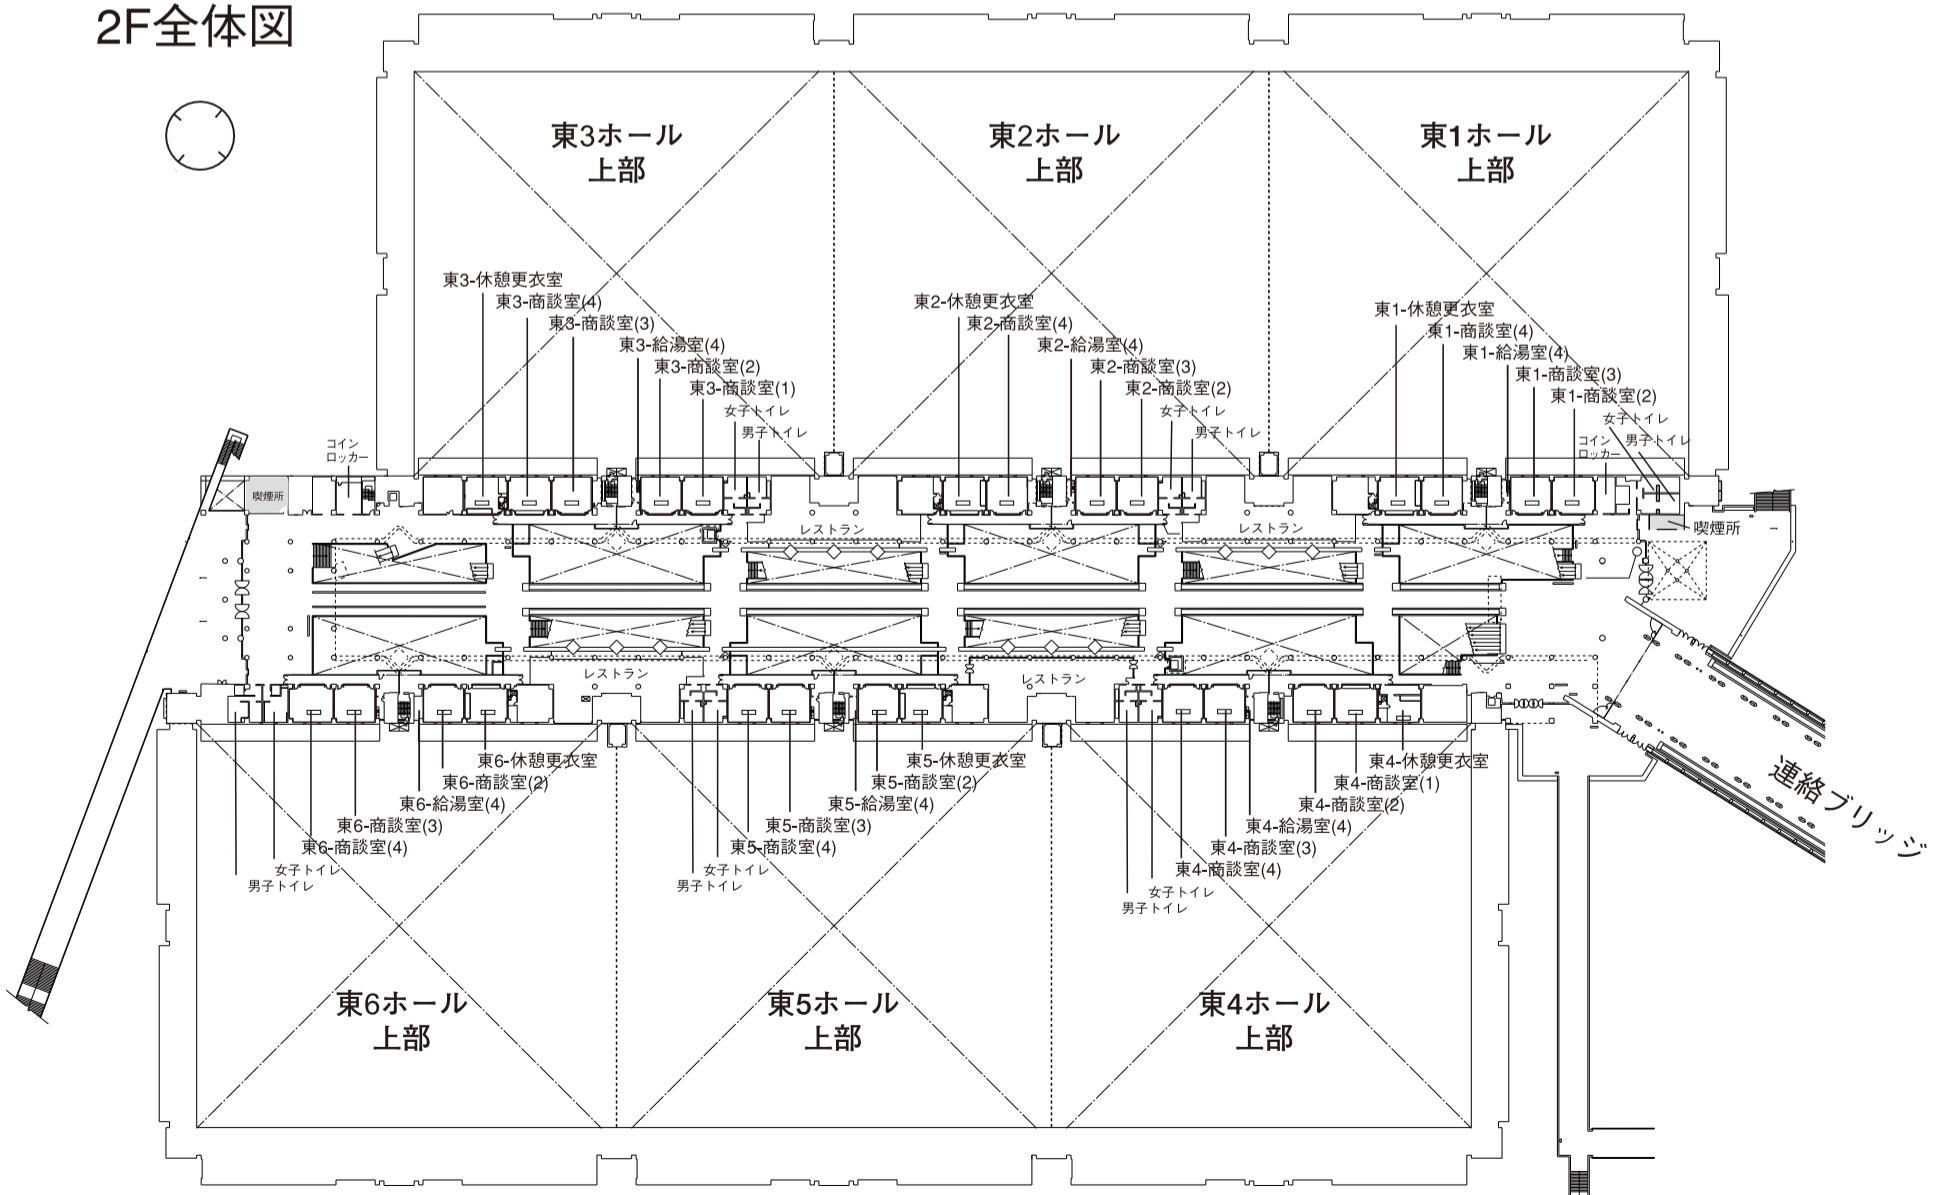 2F全体図
東3ホール
上部
東2ホール
上部
東1ホール
上部
東3-休憩更衣室
東3-商談室(4)
東3-商談室(3)
東3-給湯室(4)
東3-商談室(2)
東3-商談室(1)
女子トイレ
男子トイレ
東2-休憩更衣室
東2-商談室(4)
東2-給湯室(4)
東2-商談室(3)
東2-商談室(2)
女子トイレ
男子トイレ
東1-休憩更衣室
東1-商談室(4)
東1-給湯室(4)
東1-商談室(3)
東1-商談室(2)
女子トイレ
男子トイレ
コイン
ロッカー
コイン
ロッカー
喫煙所
喫煙所
レストラン
レストラン
レストラン
レストラン
東6-休憩更衣室
東6-商談室(2)
東6-給湯室(4)
東6-商談室(3)
東6-商談室(4)
女子トイレ
男子トイレ
東5-休憩更衣室
東5-商談室(2)
東5-給湯室(4)
東5-商談室(3)
東5-商談室(4)
女子トイレ
男子トイレ
東4-休憩更衣室
東4-商談室(1)
東4-商談室(2)
東4-給湯室(4)
東4-商談室(3)
東4-商談室(4)
女子トイレ
男子トイレ
連絡ブリッジ
東6ホール
上部
東5ホール
上部
東4ホール
上部